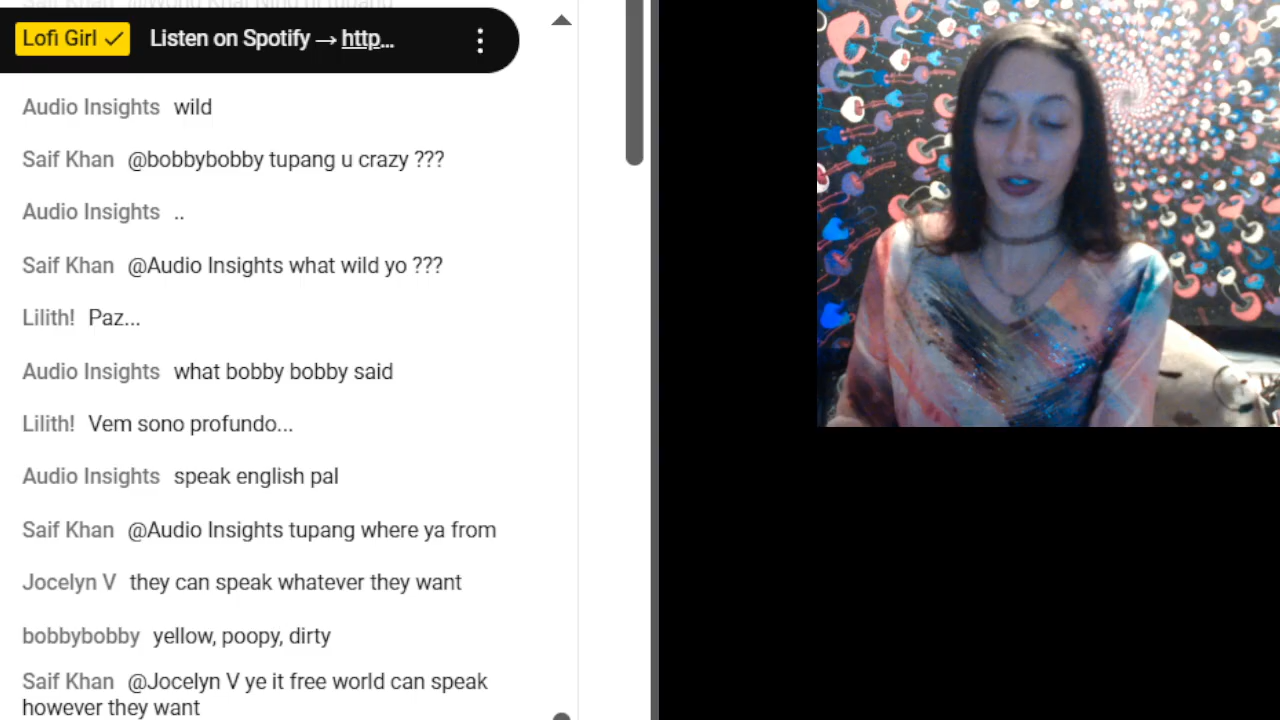 Lofi Girl Listen on Spotify → http...
Audio Insights wild
Saif Khan @bobbybobby tupang u crazy ???
Audio Insights ..
Saif Khan @Audio Insights what wild yo ???
Lilith! Paz...
Audio Insights what bobby bobby said
Lilith! Vem sono profundo...
Audio Insights speak english pal
Saif Khan @Audio Insights tupang where ya from
Jocelyn V they can speak whatever they want
bobbybobby yellow, poopy, dirty
Saif Khan @Jocelyn V ye it free world can speak
however they want